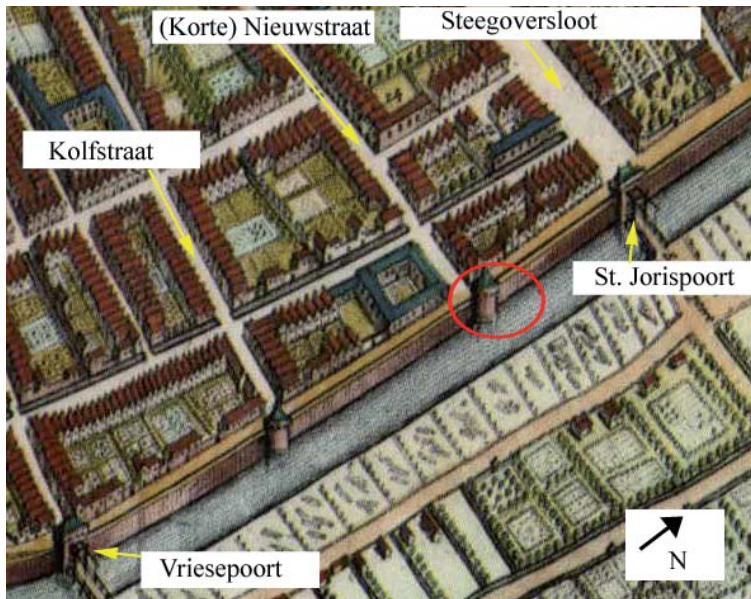 (Korte) Nieuwstraat
Steegoversloot
Kolfstraat
St. Jorispoort
Vriesepoort
N